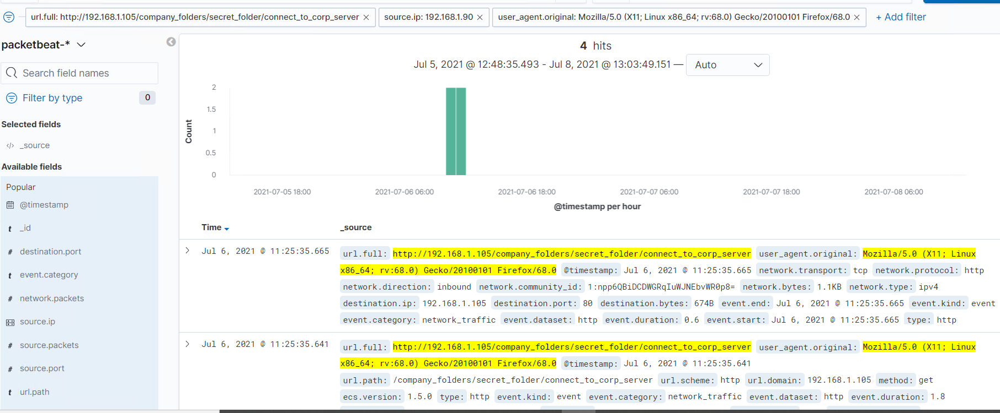 url.full: http://192.168.1.105/company_folders/secret_folder/connect_to_corp_server × source.ip: 192.168.1.90 × user_agent.original: Mozilla/5.0 (X11; Linux x86_64; rv:68.0) Gecko/20100101 Firefox/68.0 × + Add filter
packetbeat-*
Search field names
Filter by type 0
Selected fields
</> _source
Available fields
Popular
@timestamp
t _id
# destination.port
t event.category
# network.packets
source.ip
# source.packets
# source.port
t url.path
4 hits
Jul 5, 2021 @ 12:48:35.493 - Jul 8, 2021 @ 13:03:49.151 — Auto
2
1.5
1
0.5
0
Count
2021-07-05 18:00 2021-07-06 06:00 2021-07-06 18:00 2021-07-07 06:00 2021-07-07 18:00 2021-07-08 06:00
@timestamp per hour
Time _source
Jul 6, 2021 @ 11:25:35.665 url.full: http://192.168.1.105/company_folders/secret_folder/connect_to_corp_server user_agent.original: Mozilla/5.0 (X11; Linux
x86_64; rv:68.0) Gecko/20100101 Firefox/68.0 @timestamp: Jul 6, 2021 @ 11:25:35.665 network.transport: tcp network.protocol: http
network.direction: inbound network.community_id: 1:npp6QBiDCDWGRqIuWJNEbvWR0p8= network.bytes: 1.1KB network.type: ipv4
destination.ip: 192.168.1.105 destination.port: 80 destination.bytes: 674B event.end: Jul 6, 2021 @ 11:25:35.665 event.kind: event
event.category: network_traffic event.dataset: http event.duration: 0.6 event.start: Jul 6, 2021 @ 11:25:35.665 type: http
Jul 6, 2021 @ 11:25:35.641 url.full: http://192.168.1.105/company_folders/secret_folder/connect_to_corp_server user_agent.original: Mozilla/5.0 (X11; Linux
x86_64; rv:68.0) Gecko/20100101 Firefox/68.0 @timestamp: Jul 6, 2021 @ 11:25:35.641
url.path: /company_folders/secret_folder/connect_to_corp_server url.scheme: http url.domain: 192.168.1.105 method: get
ecs.version: 1.5.0 type: http event.kind: event event.category: network_traffic event.dataset: http event.duration: 1.8